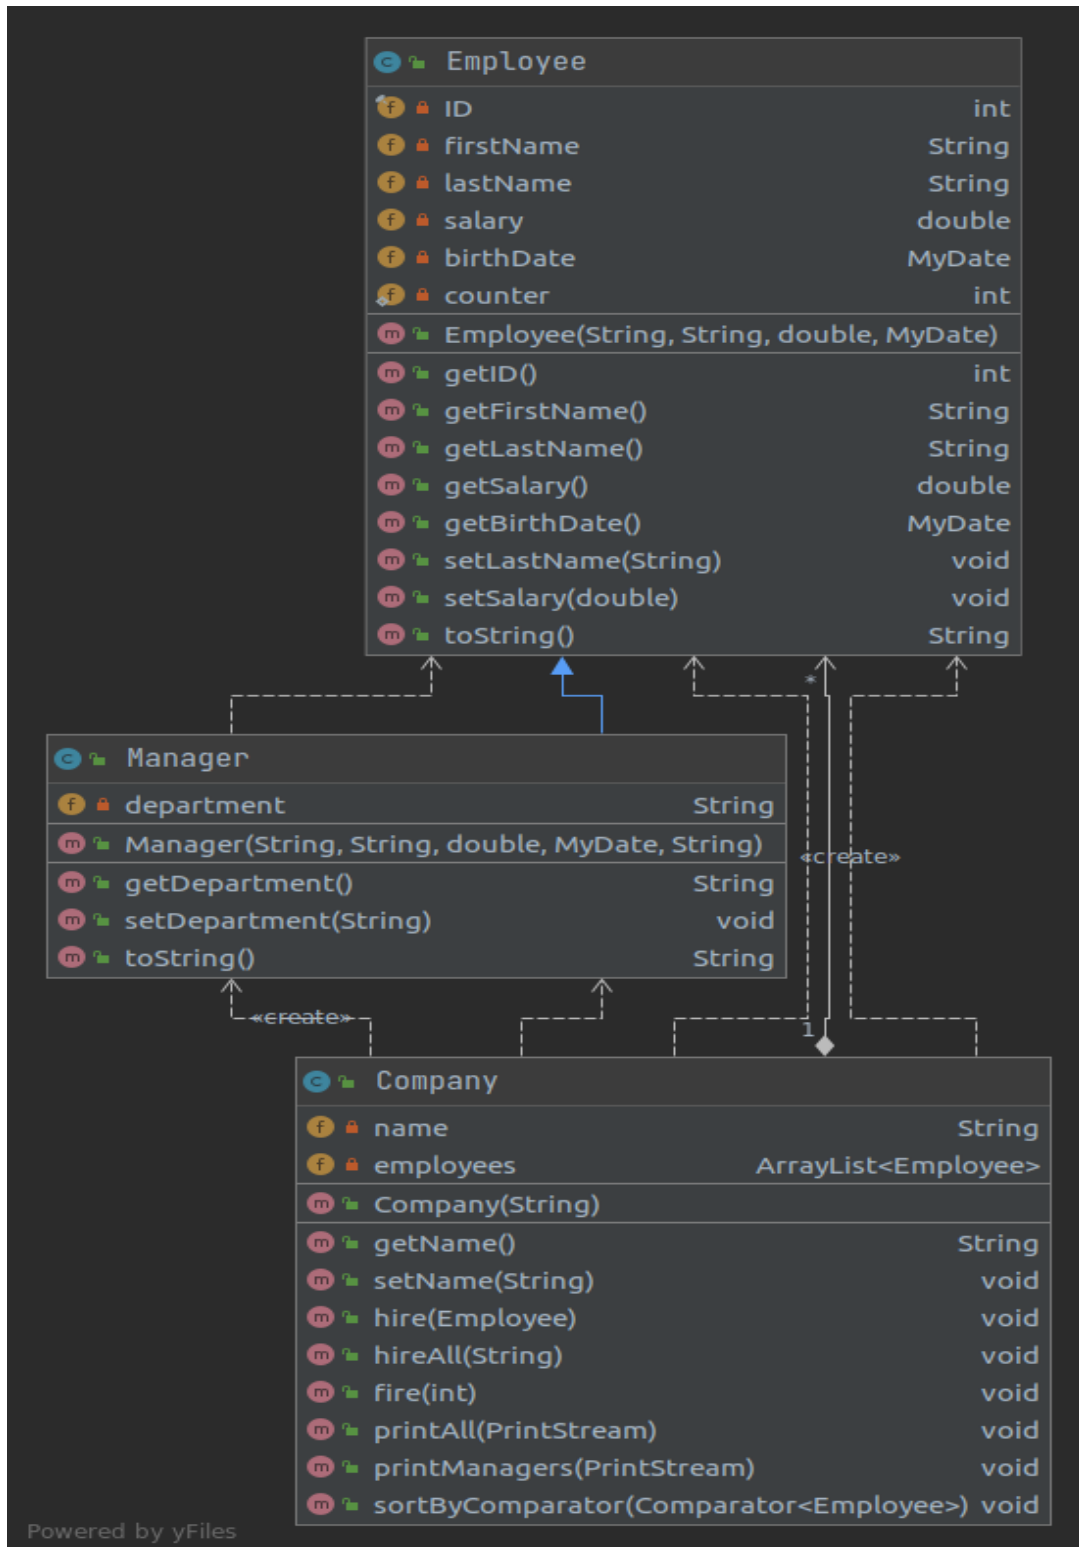 Employee
ID int
firstName String
lastName String
salary double
birthDate MyDate
counter int
Employee(String, String, double, MyDate)
getID() int
getFirstName() String
getLastName() String
getSalary() double
getBirthDate() MyDate
setLastName(String) void
setSalary(double) void
toString() String
*
Manager
department String
Manager(String, String, double, MyDate, String)
getDepartment() String
setDepartment(String) void
toString() String
«create»
«create»
1
Company
name String
employees ArrayList<Employee>
Company(String)
getName() String
setName(String) void
hire(Employee) void
hireAll(String) void
fire(int) void
printAll(PrintStream) void
printManagers(PrintStream) void
sortByComparator(Comparator<Employee>) void
Powered by yFiles